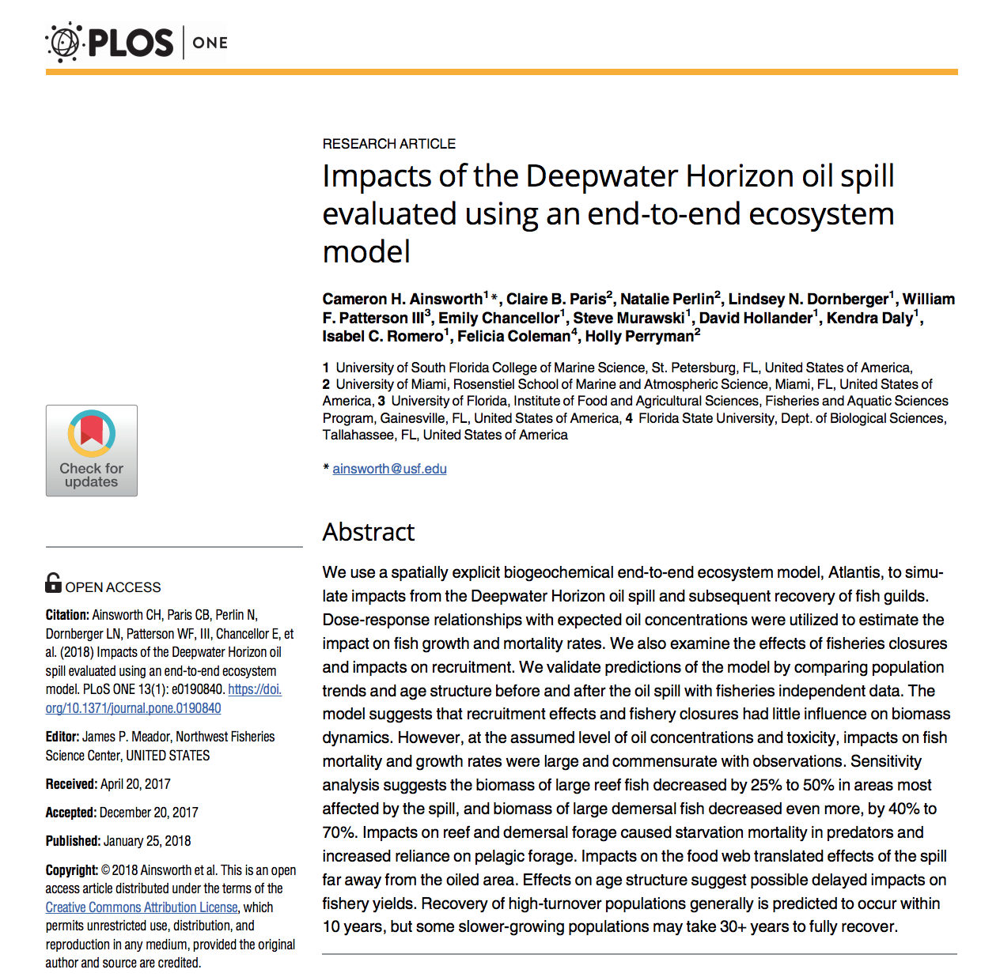 PLOS ONE
RESEARCH ARTICLE
Impacts of the Deepwater Horizon oil spill
evaluated using an end-to-end ecosystem
model
Cameron H. Ainsworth1*, Claire B. Paris2, Natalie Perlin2, Lindsey N. Dornberger1, William
F. Patterson III3, Emily Chancellor1, Steve Murawski1, David Hollander1, Kendra Daly1,
Isabel C. Romero1, Felicia Coleman4, Holly Perryman2
1 University of South Florida College of Marine Science, St. Petersburg, FL, United States of America,
2 University of Miami, Rosenstiel School of Marine and Atmospheric Science, Miami, FL, United States of
America, 3 University of Florida, Institute of Food and Agricultural Sciences, Fisheries and Aquatic Sciences
Program, Gainesville, FL, United States of America, 4 Florida State University, Dept. of Biological Sciences,
Tallahassee, FL, United States of America
* ainsworth@usf.edu
Abstract
We use a spatially explicit biogeochemical end-to-end ecosystem model, Atlantis, to simu-
late impacts from the Deepwater Horizon oil spill and subsequent recovery of fish guilds.
Dose-response relationships with expected oil concentrations were utilized to estimate the
impact on fish growth and mortality rates. We also examine the effects of fisheries closures
and impacts on recruitment. We validate predictions of the model by comparing population
trends and age structure before and after the oil spill with fisheries independent data. The
model suggests that recruitment effects and fishery closures had little influence on biomass
dynamics. However, at the assumed level of oil concentrations and toxicity, impacts on fish
mortality and growth rates were large and commensurate with observations. Sensitivity
analysis suggests the biomass of large reef fish decreased by 25% to 50% in areas most
affected by the spill, and biomass of large demersal fish decreased even more, by 40% to
70%. Impacts on reef and demersal forage caused starvation mortality in predators and
increased reliance on pelagic forage. Impacts on the food web translated effects of the spill
far away from the oiled area. Effects on age structure suggest possible delayed impacts on
fishery yields. Recovery of high-turnover populations generally is predicted to occur within
10 years, but some slower-growing populations may take 30+ years to fully recover.
Check for
updates
OPEN ACCESS
Citation: Ainsworth CH, Paris CB, Perlin N,
Dornberger LN, Patterson WF, III, Chancellor E, et
al. (2018) Impacts of the Deepwater Horizon oil
spill evaluated using an end-to-end ecosystem
model. PLoS ONE 13(1): e0190840. https://doi.
org/10.1371/journal.pone.0190840
Editor: James P. Meador, Northwest Fisheries
Science Center, UNITED STATES
Received: April 20, 2017
Accepted: December 20, 2017
Published: January 25, 2018
Copyright: © 2018 Ainsworth et al. This is an open
access article distributed under the terms of the
Creative Commons Attribution License, which
permits unrestricted use, distribution, and
reproduction in any medium, provided the original
author and source are credited.